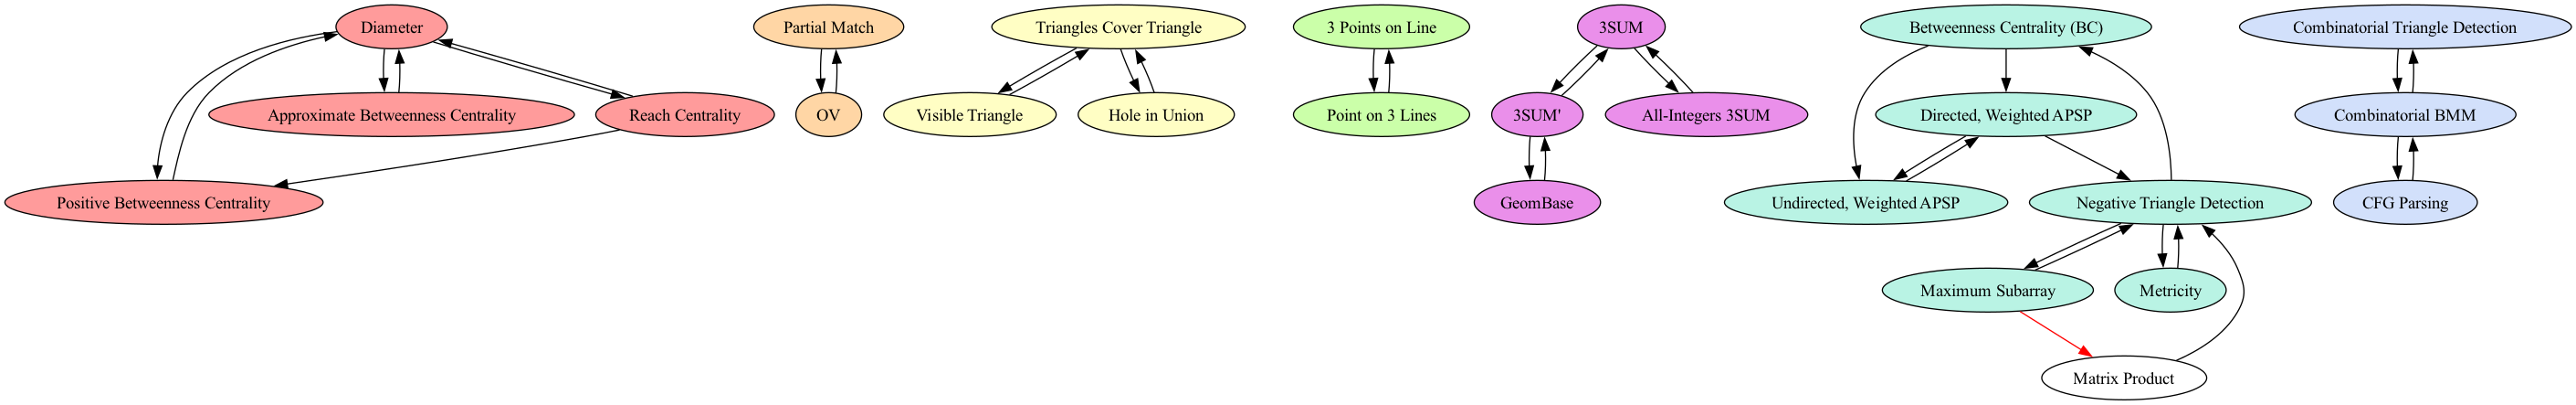 Diameter
Partial Match
Triangles Cover Triangle
3 Points on Line
3SUM
Betweenness Centrality (BC)
Combinatorial Triangle Detection
Approximate Betweenness Centrality
Reach Centrality
OV
Visible Triangle
Hole in Union
Point on 3 Lines
3SUM'
All-Integers 3SUM
Directed, Weighted APSP
Combinatorial BMM
Positive Betweenness Centrality
GeomBase
Undirected, Weighted APSP
Negative Triangle Detection
CFG Parsing
Maximum Subarray
Metricity
Matrix Product